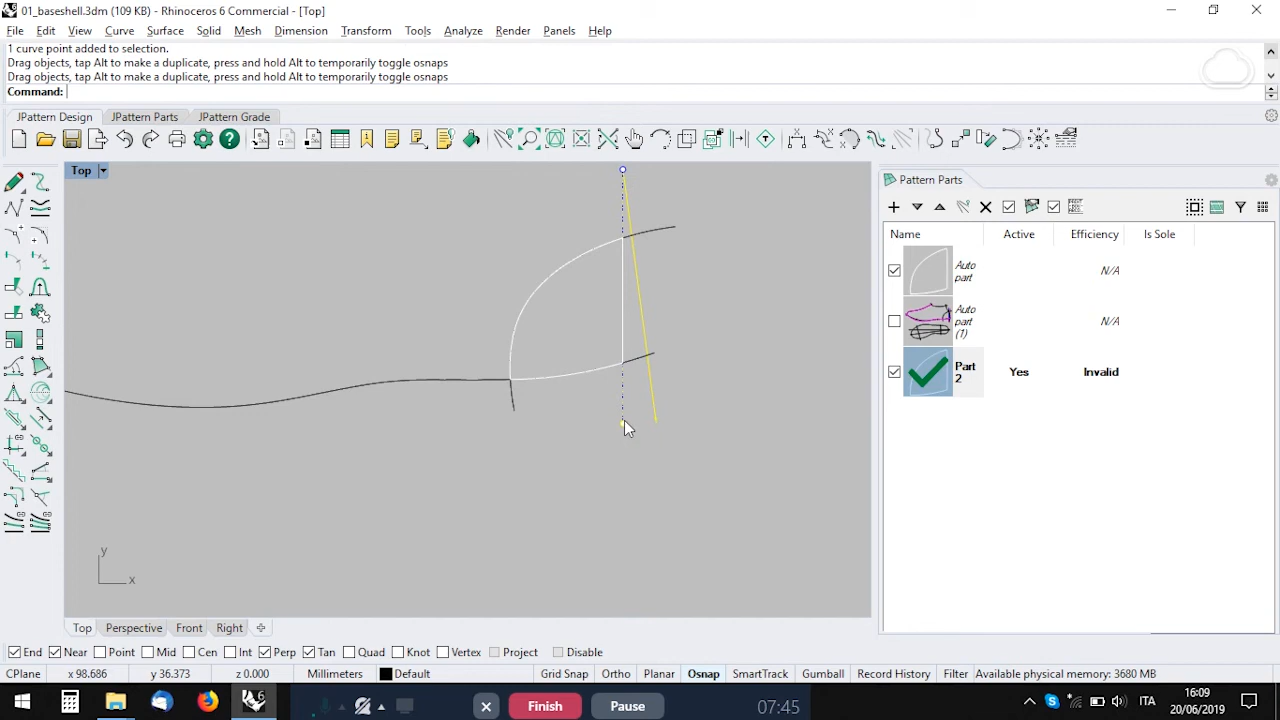 01_baseshell.3dm (109 KB) - Rhinoceros 6 Commercial - [Top]
File Edit View Curve Surface Solid Mesh Dimension Transform Tools Analyze Render Panels Help
1 curve point added to selection.
Drag objects, tap Alt to make a duplicate, press and hold Alt to temporarily toggle osnaps
Drag objects, tap Alt to make a duplicate, press and hold Alt to temporarily toggle osnaps
Command:
JPattern Design JPattern Parts JPattern Grade
Top
Pattern Parts
Name Active Efficiency Is Sole
Auto
part
N/A
Auto
part
(1)
N/A
Part
2
Yes Invalid
y
x
Top Perspective Front Right
End Near Point Mid Cen Int Perp Tan Quad Knot Vertex Project Disable
CPlane x 98.686 y 36.373 z 0.000 Millimeters Default Grid Snap Ortho Planar Osnap SmartTrack Gumball Record History Filter Available physical memory: 3680 MB
6
Finish Pause 07:45
ITA
16:09
20/06/2019